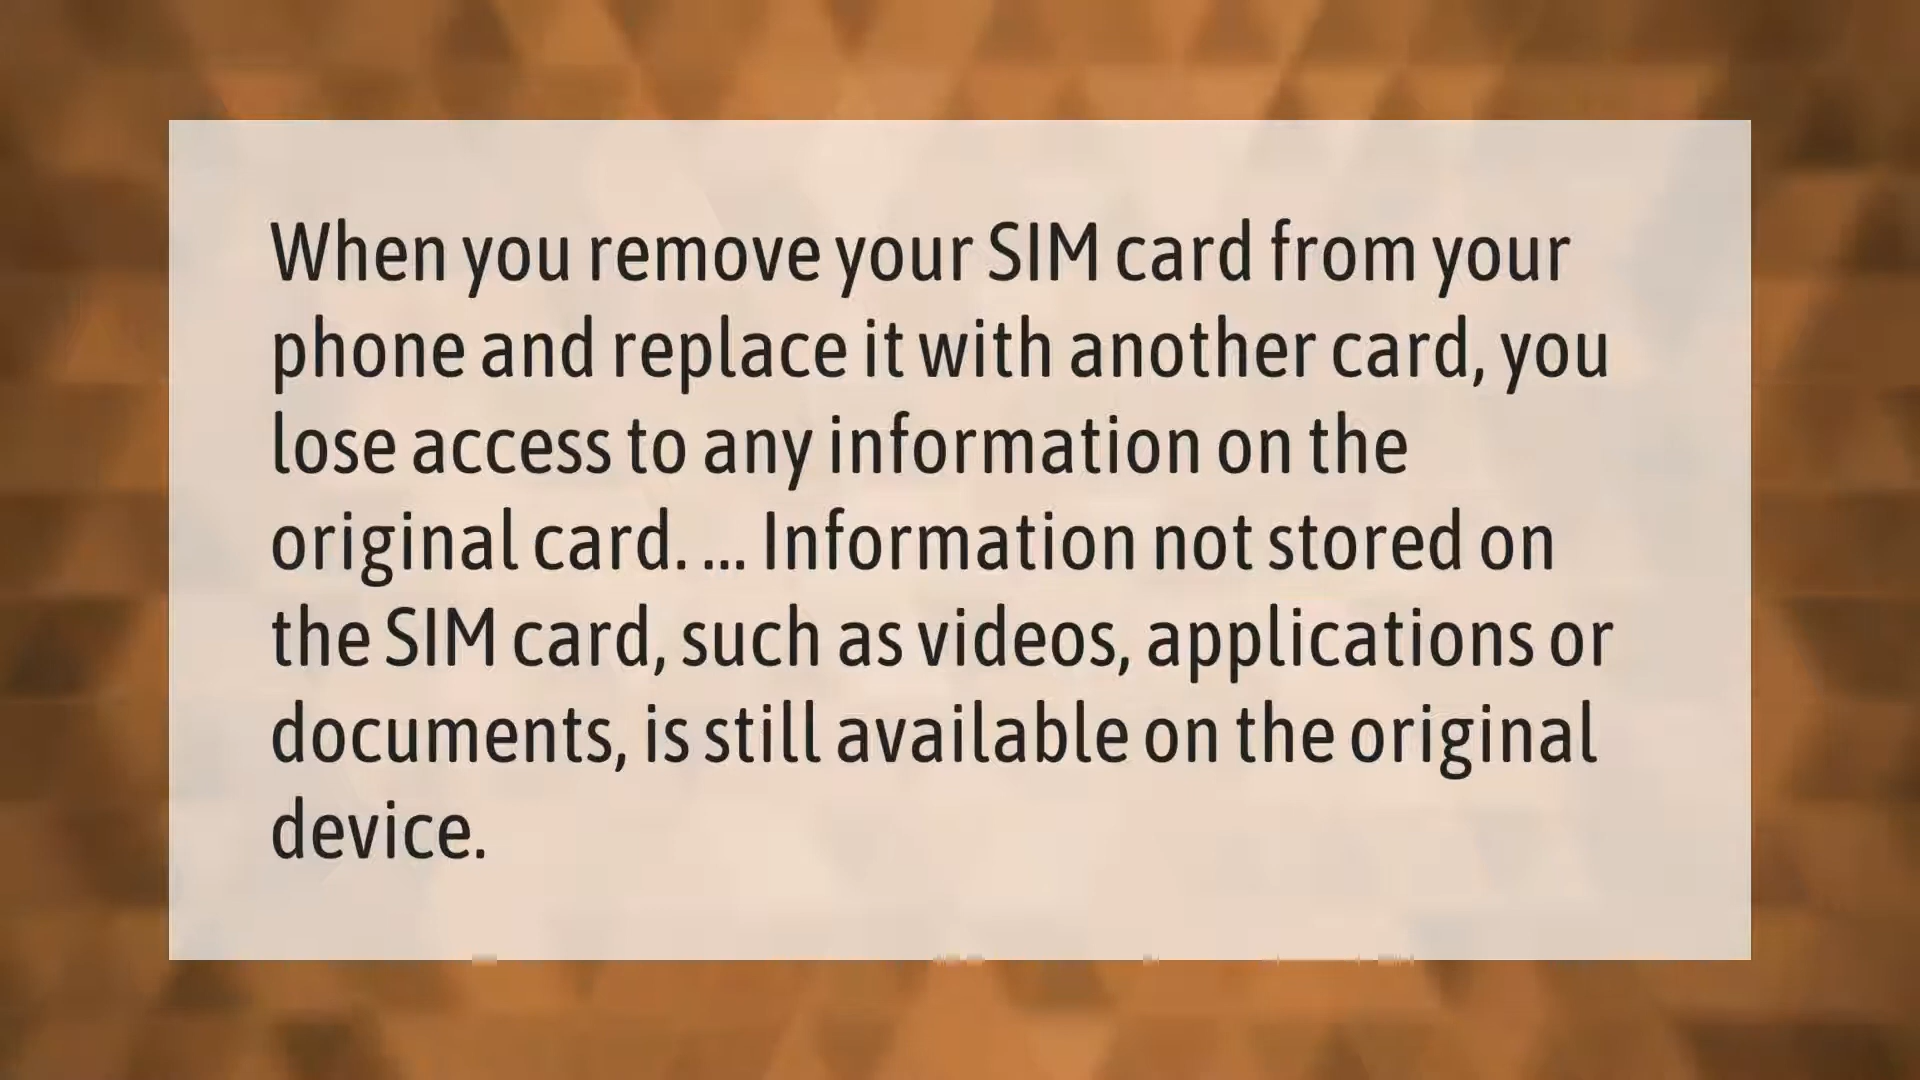 When you remove your SIM card from your
phone and replace it with another card, you
lose access to any information on the
original card. ... Information not stored on
the SIM card, such as videos, applications or
documents, is still available on the original
device.